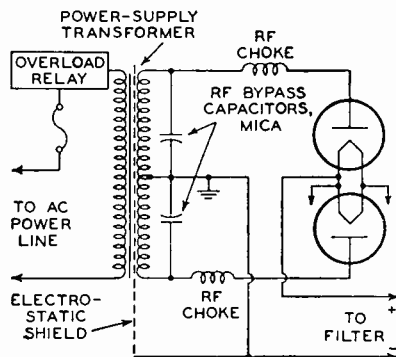 POWER-SUPPLY
TRANSFORMER
RF
CHOKE
OVERLOAD
RELAY
RF BYPASS
CAPACITORS,
MICA
TO AC
POWER
LINE
ELECTRO-
STATIC
SHIELD
RF
CHOKE
TO
FILTER
+
-